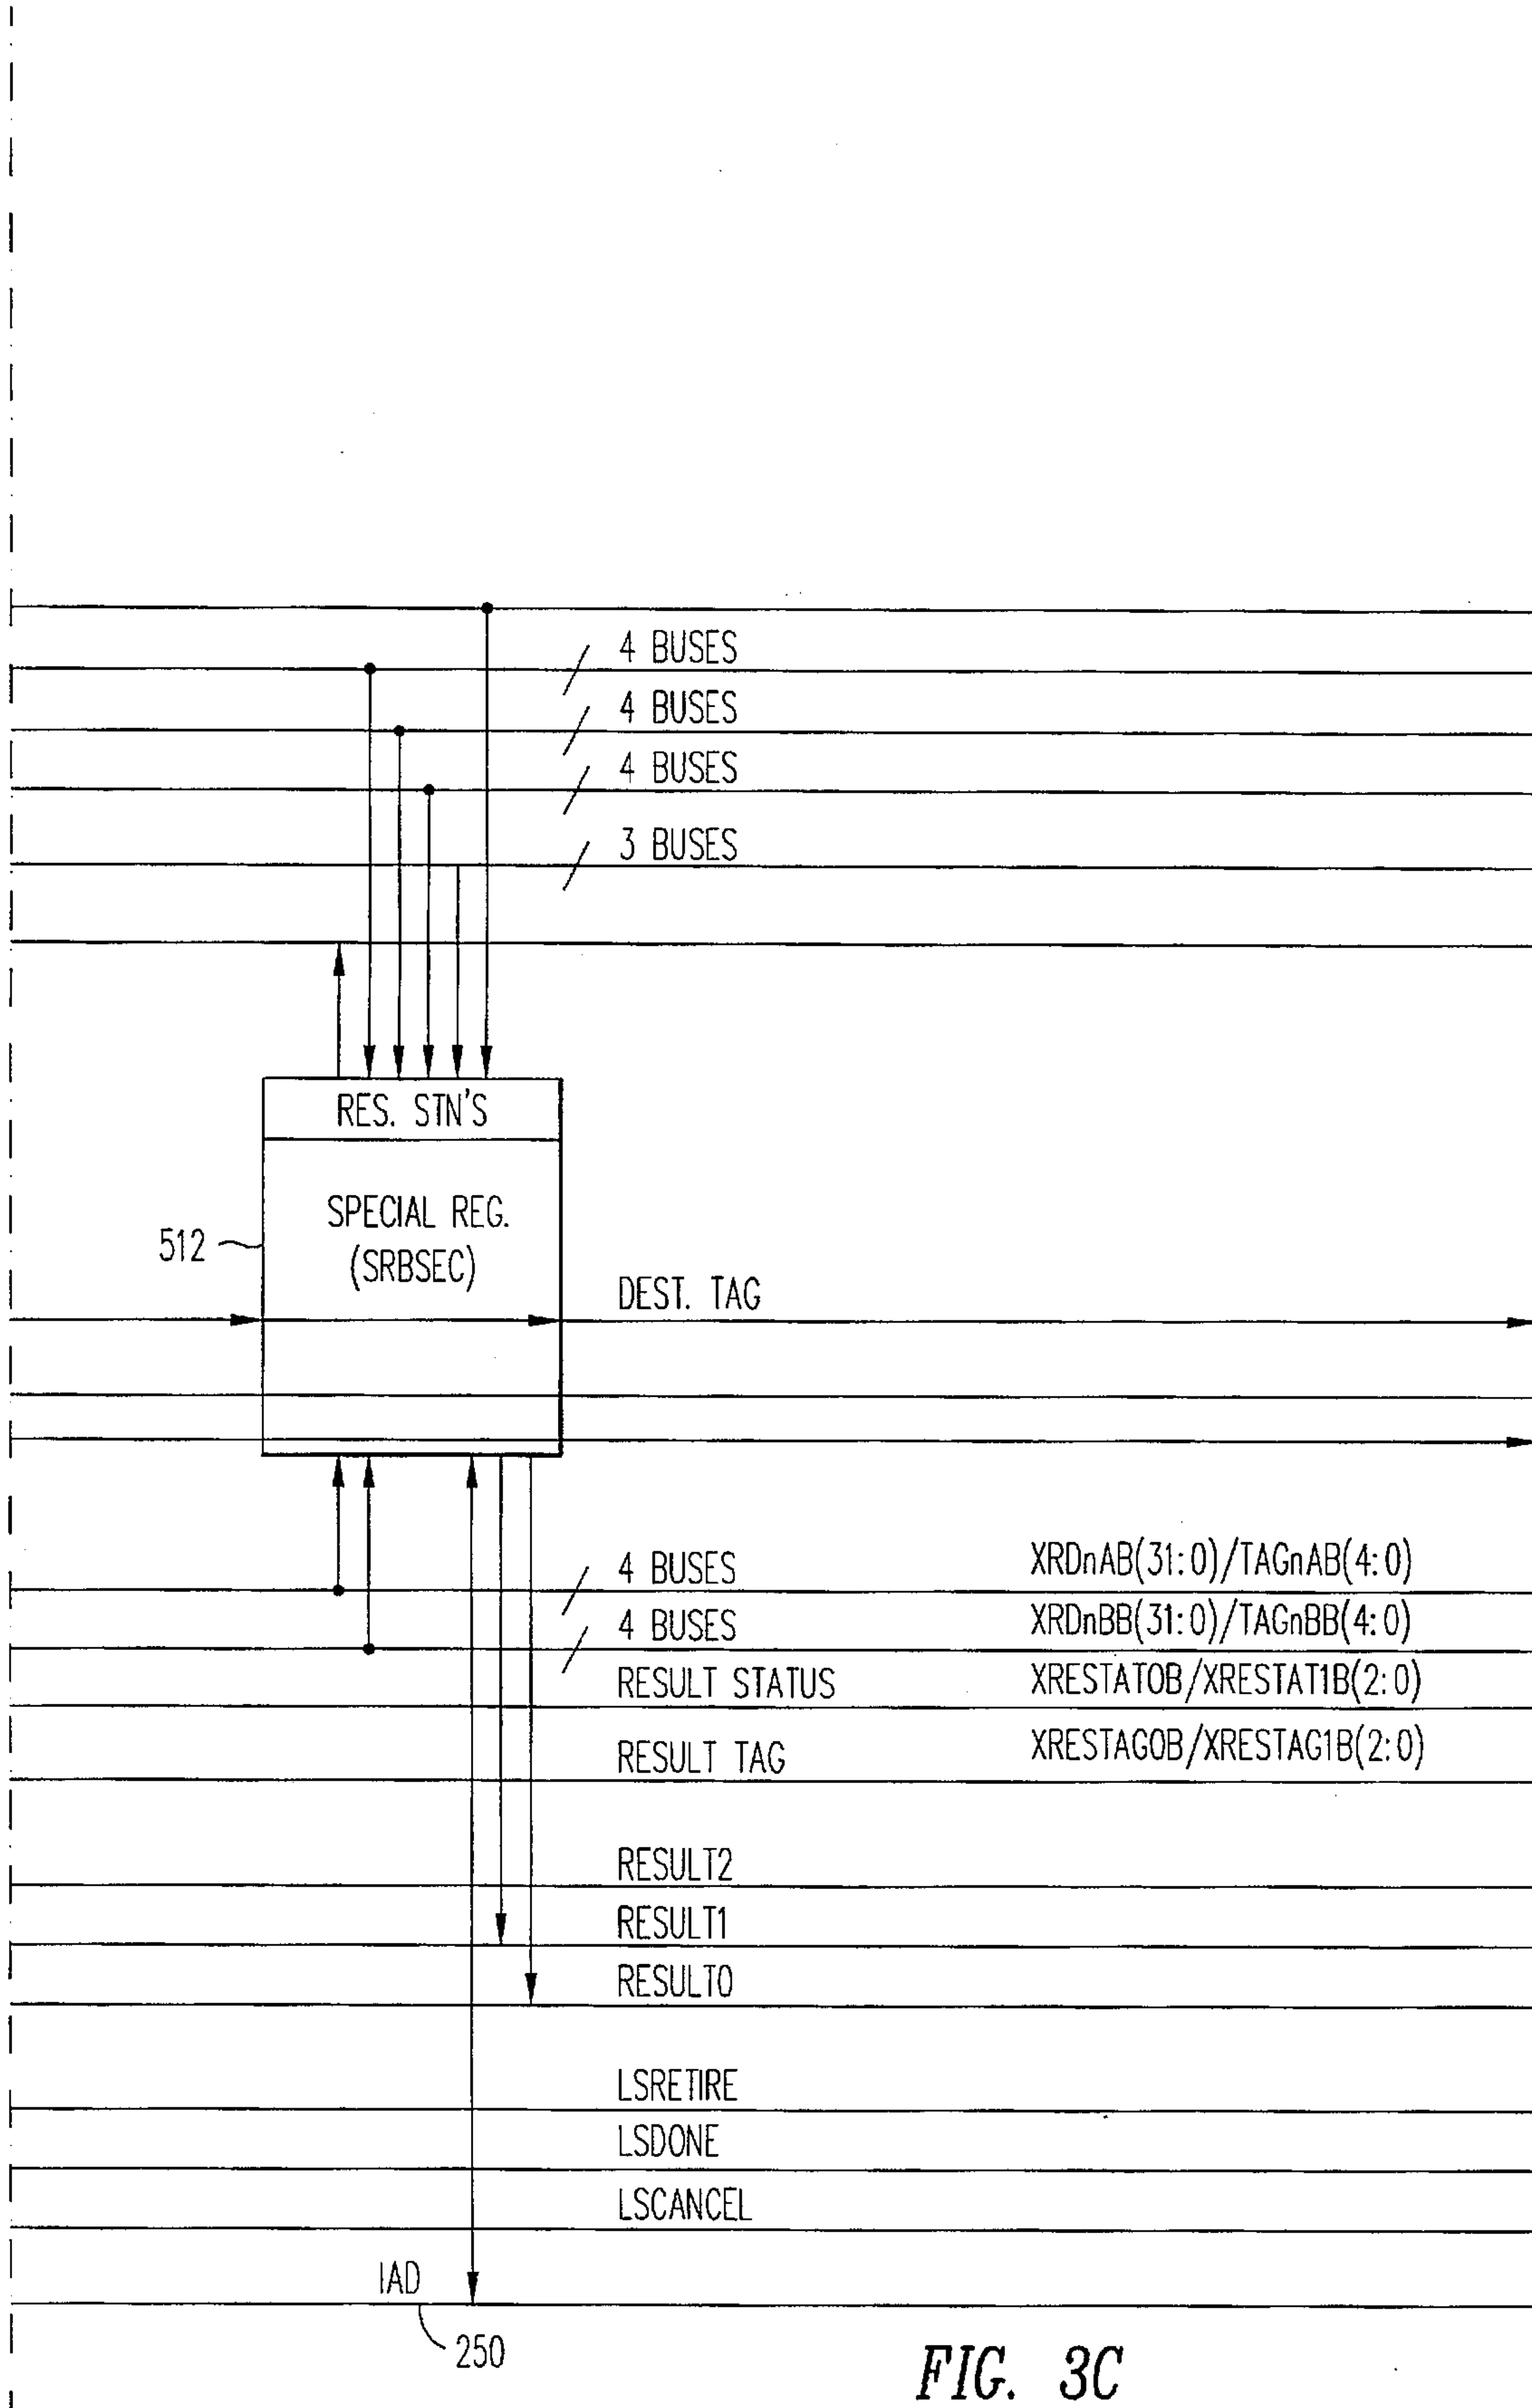 4 BUSES
4 BUSES
4 BUSES
3 BUSES
RES. STN'S
SPECIAL REG.
(SRBSEC)
512
DEST. TAG
4 BUSES XRDnAB(31:0)/TAGnAB(4:0)
4 BUSES XRDnBB(31:0)/TAGnBB(4:0)
RESULT STATUS XRESTAT0B/XRESTAT1B(2:0)
RESULT TAG XRESTAG0B/XRESTAG1B(2:0)
RESULT2
RESULT1
RESULT0
LSRETIRE
LSDONE
LSCANCEL
IAD
250
FIG. 3C